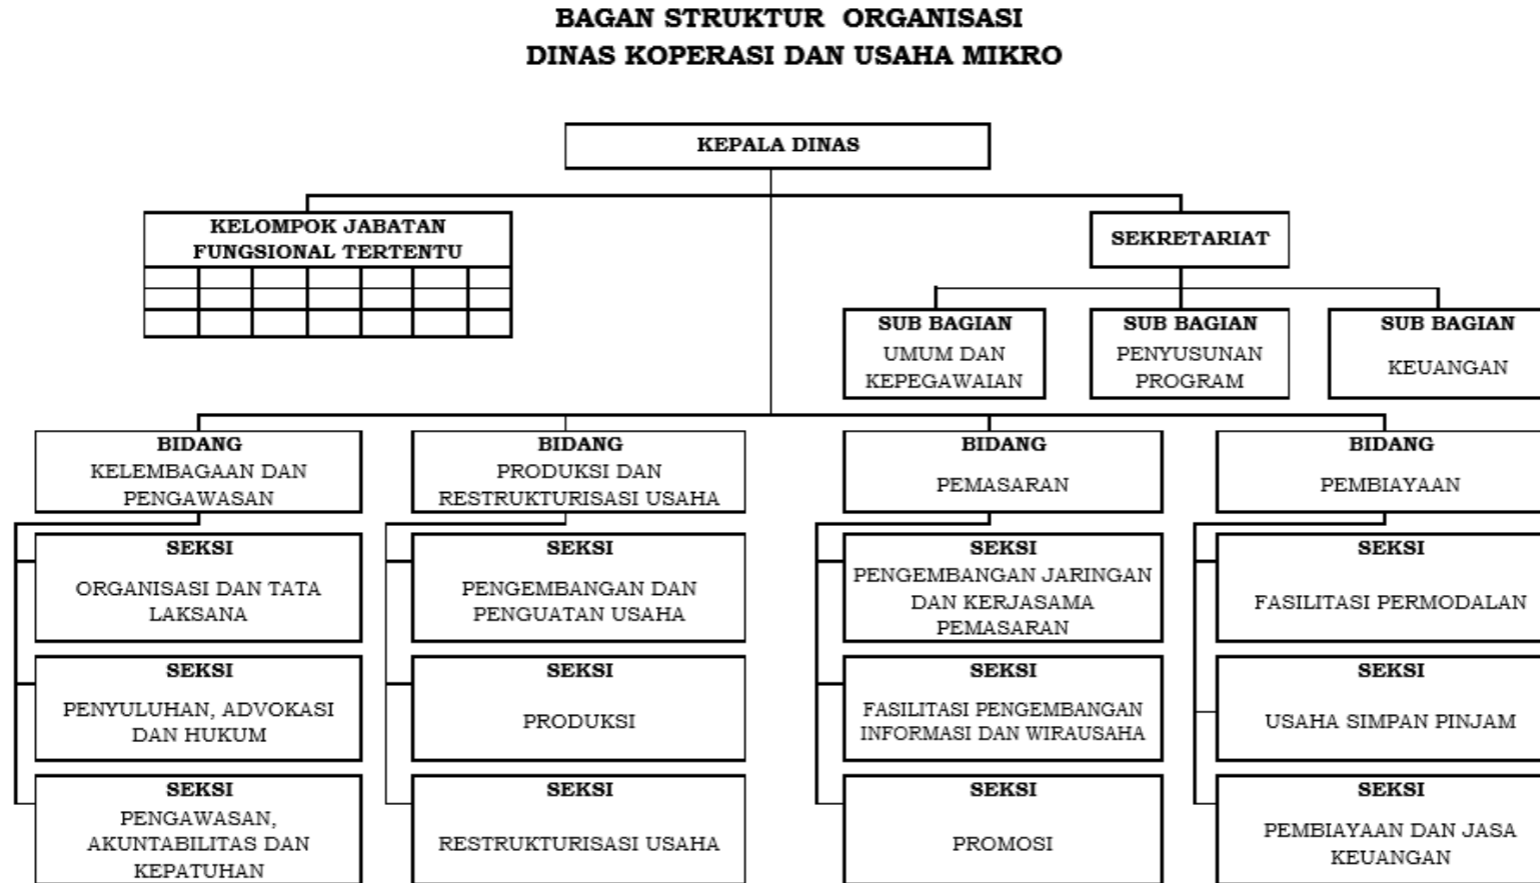 BAGAN STRUKTUR ORGANISASI
DINAS KOPERASI DAN USAHA MIKRO
KEPALA DINAS
KELOMPOK JABATAN
FUNGSIONAL TERTENTU
SEKRETARIAT
SUB BAGIAN
UMUM DAN
KEPEGAWAIAN
SUB BAGIAN
PENYUSUNAN
PROGRAM
SUB BAGIAN
KEUANGAN
BIDANG
KELEMBAGAAN DAN
PENGAWASAN
BIDANG
PRODUKSI DAN
RESTRUKTURISASI USAHA
BIDANG
PEMASARAN
BIDANG
PEMBIAYAAN
SEKSI
ORGANISASI DAN TATA
LAKSANA
SEKSI
PENGEMBANGAN DAN
PENGUATAN USAHA
SEKSI
PENGEMBANGAN JARINGAN
DAN KERJASAMA
PEMASARAN
SEKSI
FASILITASI PERMODALAN
SEKSI
PENYULUHAN, ADVOKASI
DAN HUKUM
SEKSI
PRODUKSI
SEKSI
FASILITASI PENGEMBANGAN
INFORMASI DAN WIRAUSAHA
SEKSI
USAHA SIMPAN PINJAM
SEKSI
PENGAWASAN,
AKUNTABILITAS DAN
KEPATUHAN
SEKSI
RESTRUKTURISASI USAHA
SEKSI
PROMOSI
SEKSI
PEMBIAYAAN DAN JASA
KEUANGAN